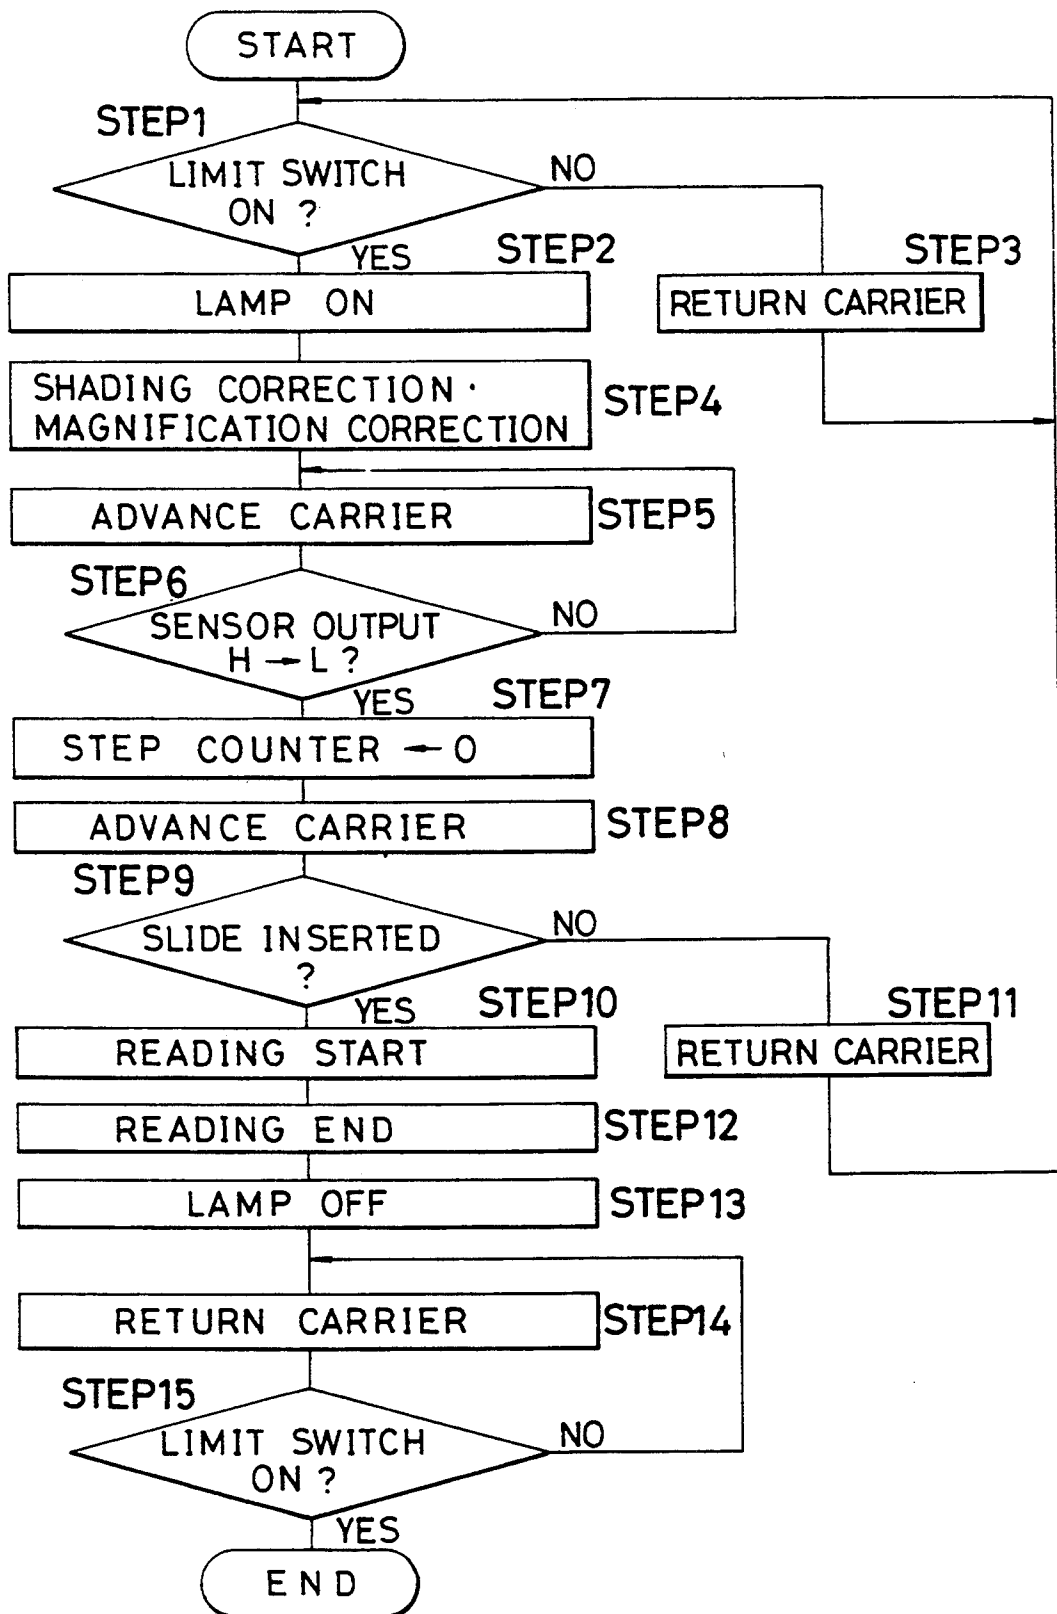 START
STEP1
LIMIT SWITCH
ON ?
NO
YES
STEP2
STEP3
LAMP ON
RETURN CARRIER
SHADING CORRECTION ·
MAGNIFICATION CORRECTION
STEP4
ADVANCE CARRIER
STEP5
STEP6
SENSOR OUTPUT
H → L ?
NO
YES
STEP7
STEP COUNTER ← 0
ADVANCE CARRIER
STEP8
STEP9
SLIDE INSERTED
?
NO
YES
STEP10
STEP11
READING START
RETURN CARRIER
READING END
STEP12
LAMP OFF
STEP13
RETURN CARRIER
STEP14
STEP15
LIMIT SWITCH
ON ?
NO
YES
END